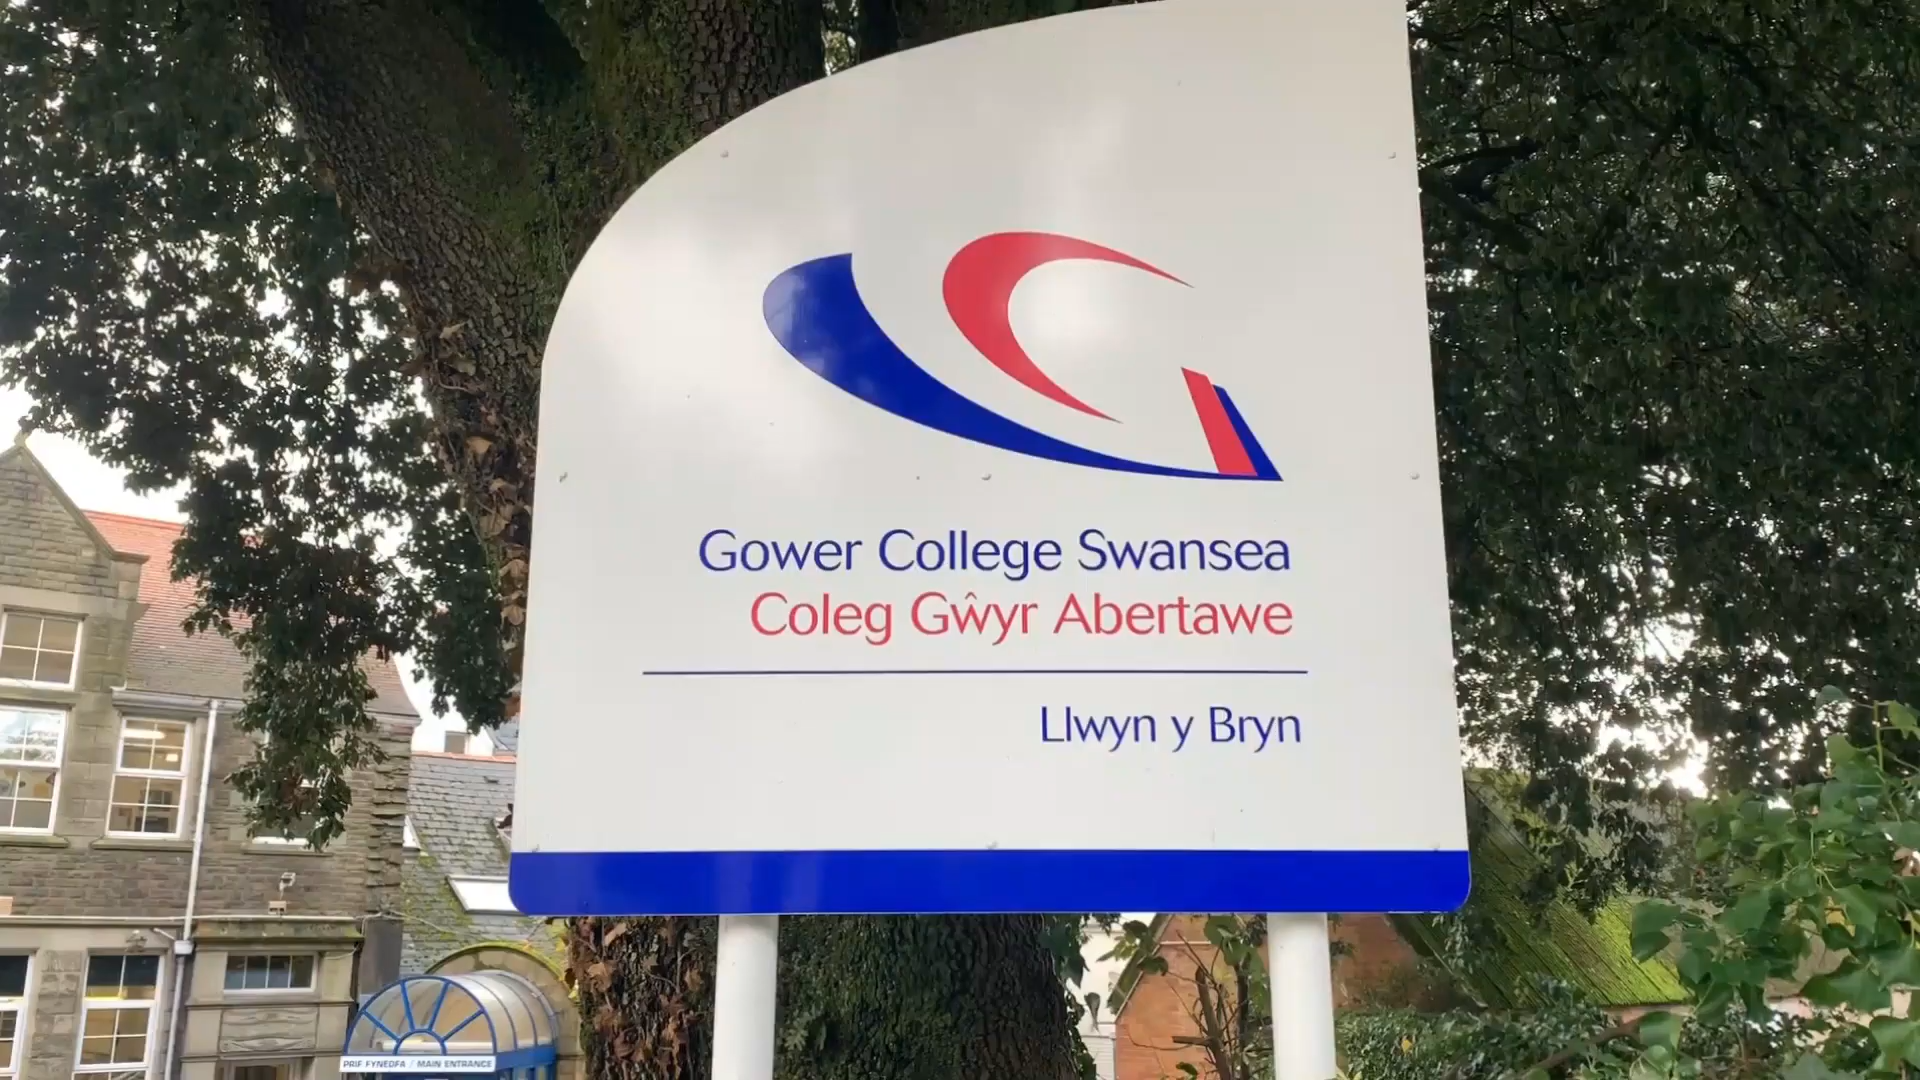 Gower College Swansea
Coleg Gŵyr Abertawe
Llwyn y Bryn
PRIF FYNEDFA / MAIN ENTRANCE